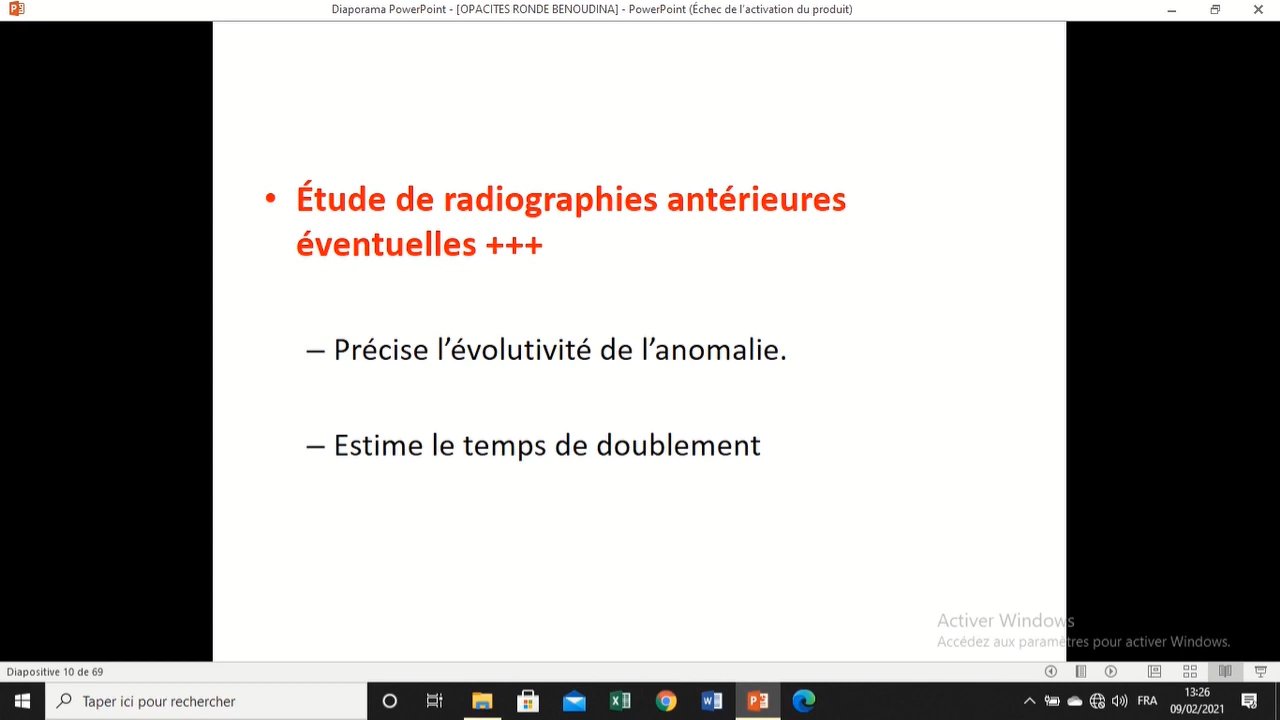 Diaporama PowerPoint - [OPACITES RONDE BENOUDINA] - PowerPoint (Échec de l'activation du produit)
• Étude de radiographies antérieures
éventuelles +++
– Précise l’évolutivité de l’anomalie.
– Estime le temps de doublement
Activer Windows
Accédez aux paramètres pour activer Windows.
Diapositive 10 de 69
Taper ici pour rechercher
FRA
13:26
09/02/2021